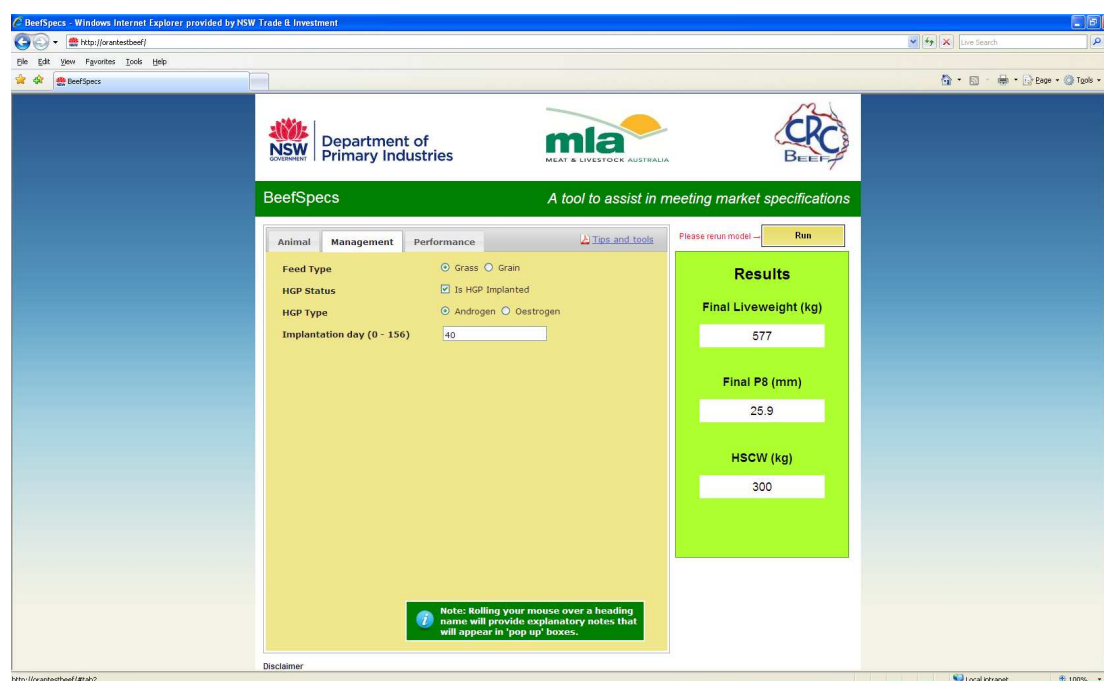 BeefSpecs - Windows Internet Explorer provided by NSW Trade & Investment
http://orantestbeef/
Live Search
File Edit View Favorites Tools Help
BeefSpecs
Page Tools
NSW
GOVERNMENT
Department of
Primary Industries
mla
MEAT & LIVESTOCK AUSTRALIA
CRC
BEEF
BeefSpecs
A tool to assist in meeting market specifications
Animal Management Performance Tips and tools
Please rerun model → Run
Feed Type Grass Grain
HGP Status Is HGP Implanted
HGP Type Androgen Oestrogen
Implantation day (0 - 156) 40
Results
Final Liveweight (kg)
577
Final P8 (mm)
25.9
HSCW (kg)
300
Note: Rolling your mouse over a heading
name will provide explanatory notes that
will appear in 'pop up' boxes.
Disclaimer
http://orantestbeef/#tab2
Local intranet 100%